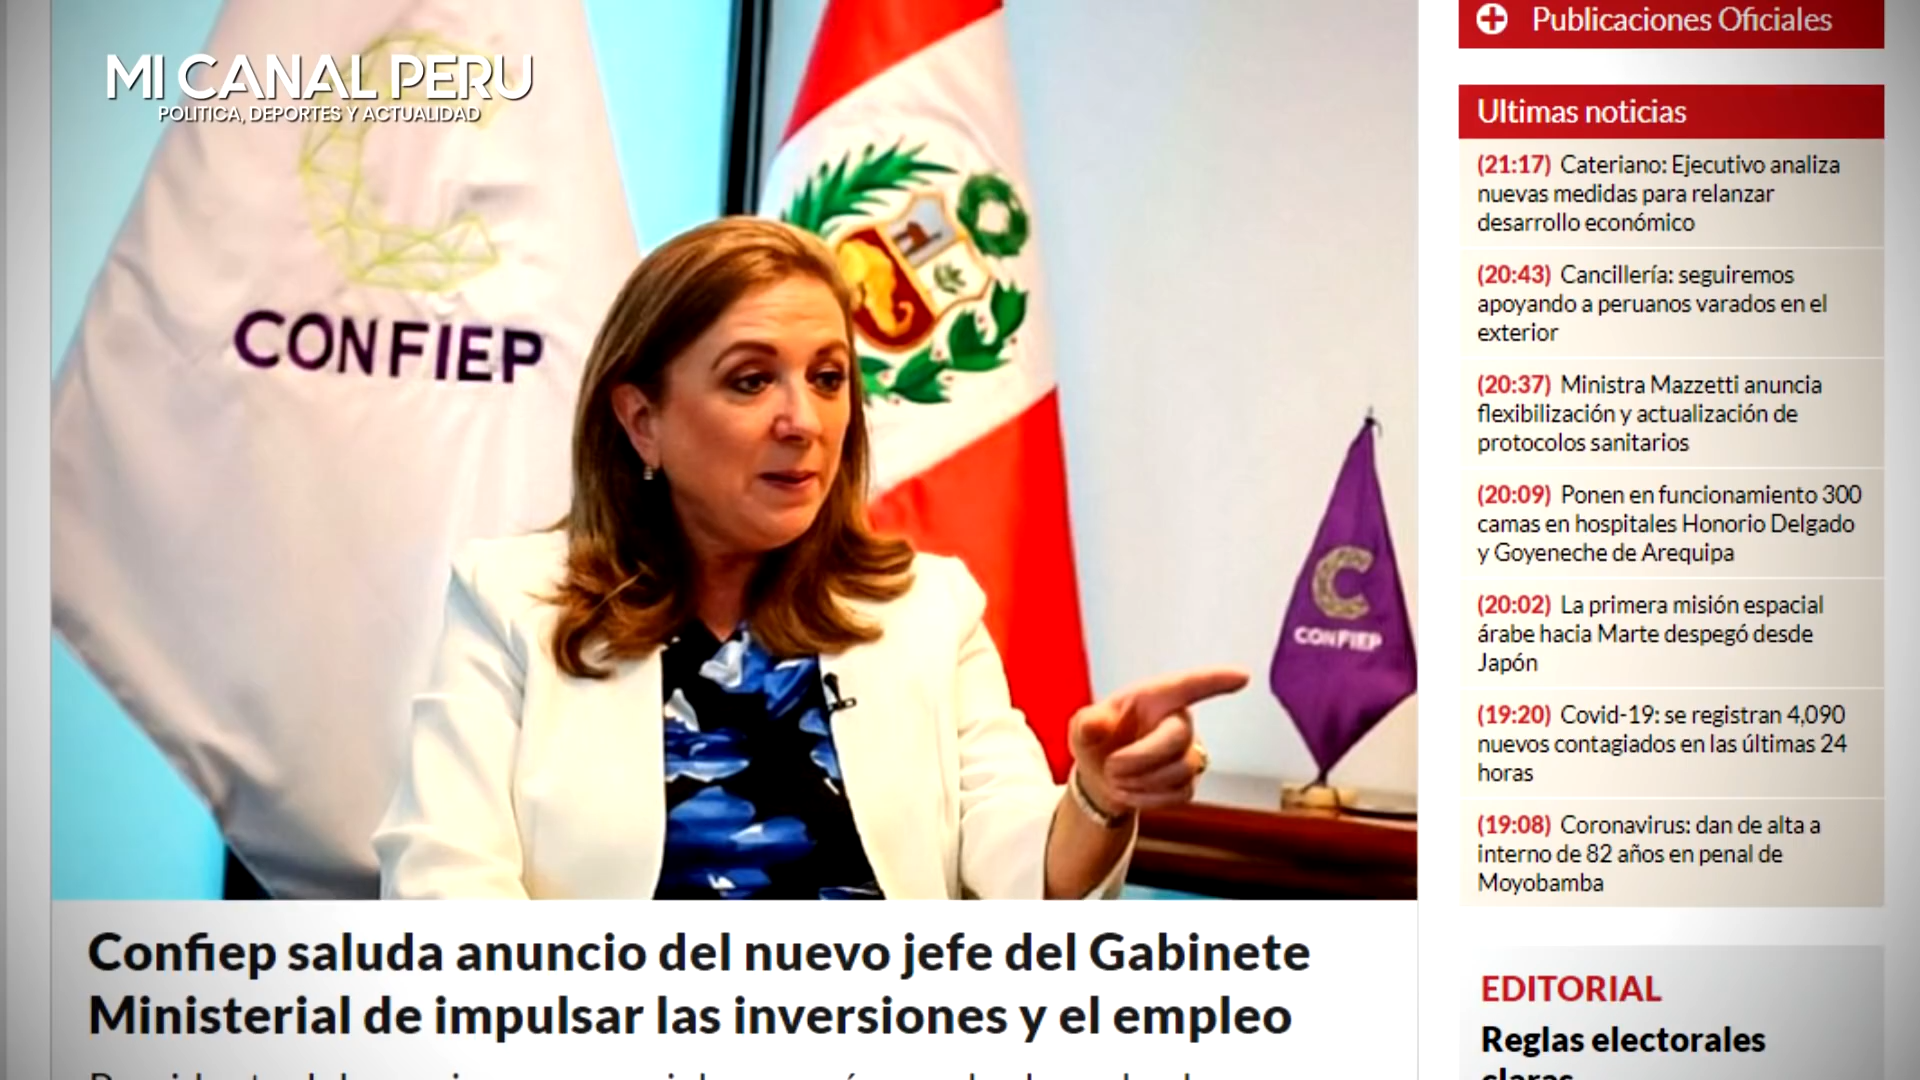 MI CANAL PERU
POLITICA, DEPORTES Y ACTUALIDAD
CONFIEP
CONFIEP
Confiep saluda anuncio del nuevo jefe del Gabinete
Ministerial de impulsar las inversiones y el empleo
Publicaciones Oficiales
Ultimas noticias
(21:17) Cateriano: Ejecutivo analiza
nuevas medidas para relanzar
desarrollo económico
(20:43) Cancillería: seguiremos
apoyando a peruanos varados en el
exterior
(20:37) Ministra Mazzetti anuncia
flexibilización y actualización de
protocolos sanitarios
(20:09) Ponen en funcionamiento 300
camas en hospitales Honorio Delgado
y Goyeneche de Arequipa
(20:02) La primera misión espacial
árabe hacia Marte despegó desde
Japón
(19:20) Covid-19: se registran 4,090
nuevos contagiados en las últimas 24
horas
(19:08) Coronavirus: dan de alta a
interno de 82 años en penal de
Moyobamba
EDITORIAL
Reglas electorales
claras